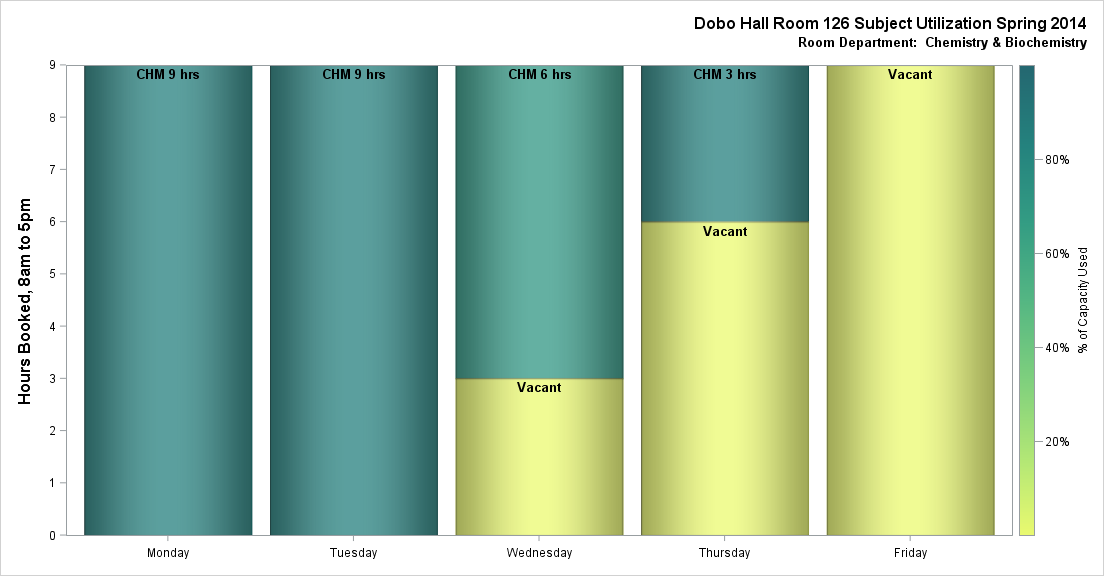 Dobo Hall Room 126 Subject Utilization Spring 2014
Room Department:  Chemistry & Biochemistry
Hours Booked, 8am to 5pm
9
8
7
6
5
4
3
2
1
0
CHM 9 hrs
CHM 9 hrs
CHM 6 hrs
CHM 3 hrs
Vacant
Vacant
Vacant
Monday
Tuesday
Wednesday
Thursday
Friday
80%
60%
40%
20%
% of Capacity Used